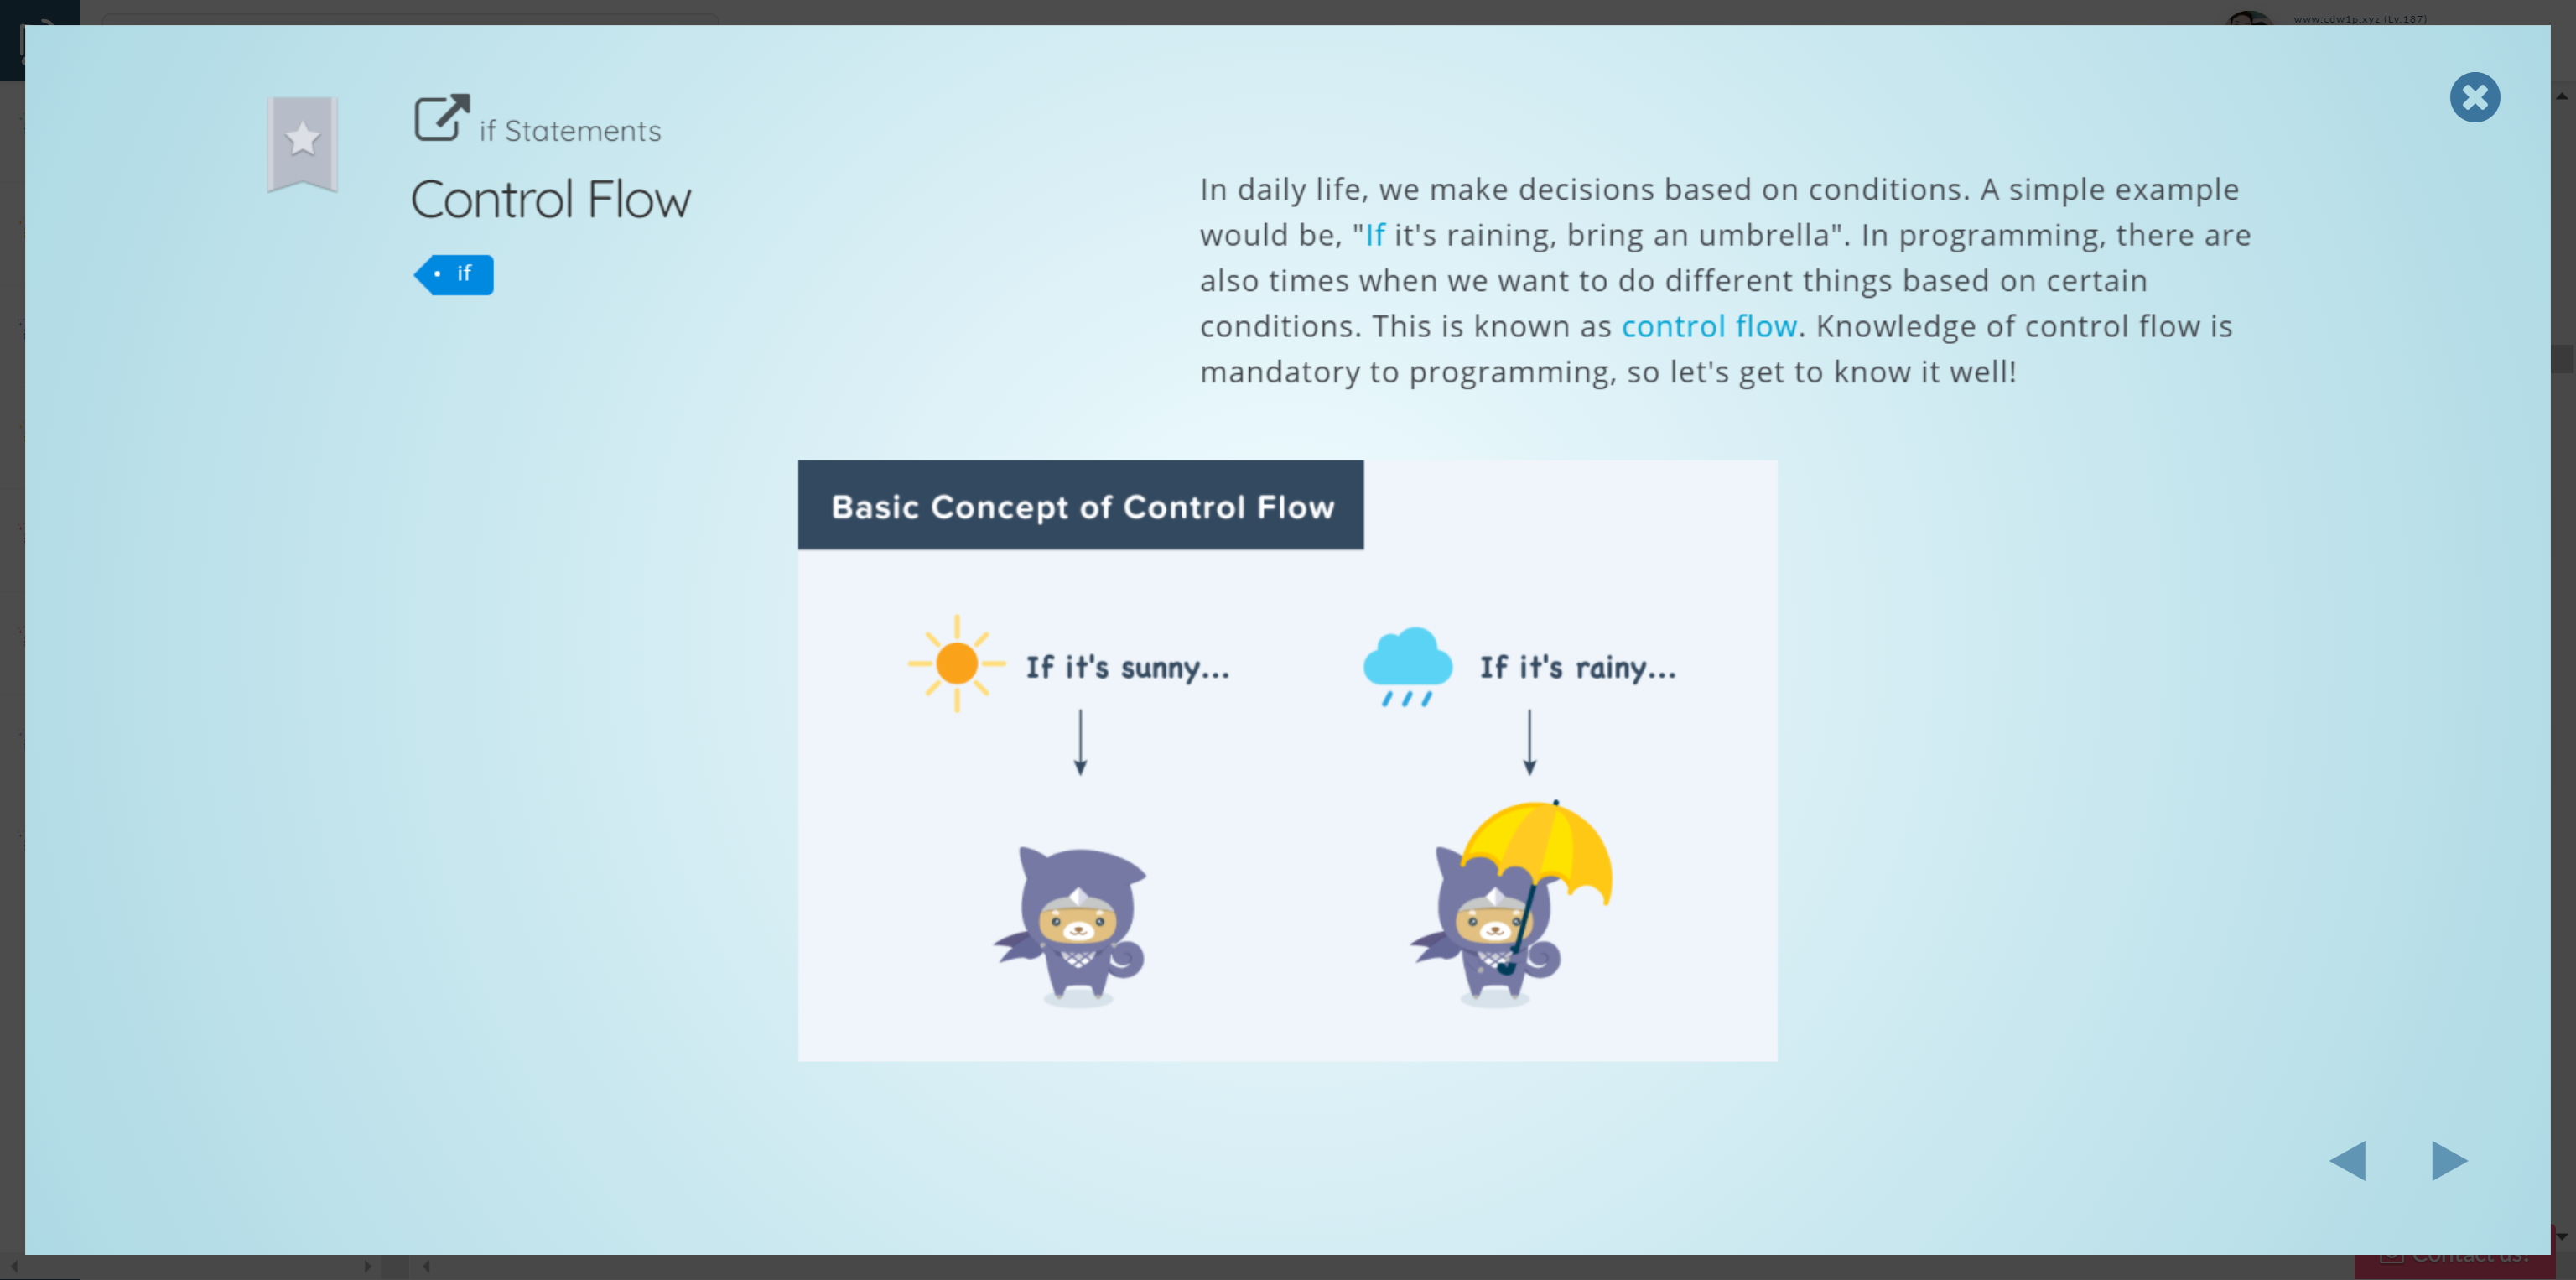 www.cdw1p.xyz (Lv.187)
if Statements
Control Flow
if
In daily life, we make decisions based on conditions. A simple example
would be, "If it's raining, bring an umbrella". In programming, there are
also times when we want to do different things based on certain
conditions. This is known as control flow. Knowledge of control flow is
mandatory to programming, so let's get to know it well!
Basic Concept of Control Flow
If it's sunny...
If it's rainy...
Contact us!